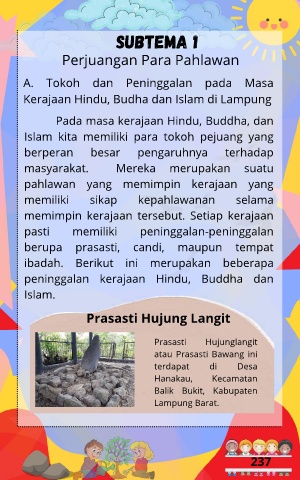 SUBTEMA 1
Perjuangan Para Pahlawan
A. Tokoh dan Peninggalan pada Masa
Kerajaan Hindu, Budha dan Islam di Lampung
Pada masa kerajaan Hindu, Buddha, dan
Islam kita memiliki para tokoh pejuang yang
berperan besar pengaruhnya terhadap
masyarakat. Mereka merupakan suatu
pahlawan yang memimpin kerajaan yang
memiliki sikap kepahlawanan selama
memimpin kerajaan tersebut. Setiap kerajaan
pasti memiliki peninggalan-peninggalan
berupa prasasti, candi, maupun tempat
ibadah. Berikut ini merupakan beberapa
peninggalan kerajaan Hindu, Buddha dan
Islam.
Prasasti Hujung Langit
Prasasti Hujunglangit
atau Prasasti Bawang ini
terdapat di Desa
Hanakau, Kecamatan
Balik Bukit, Kabupaten
Lampung Barat.
237